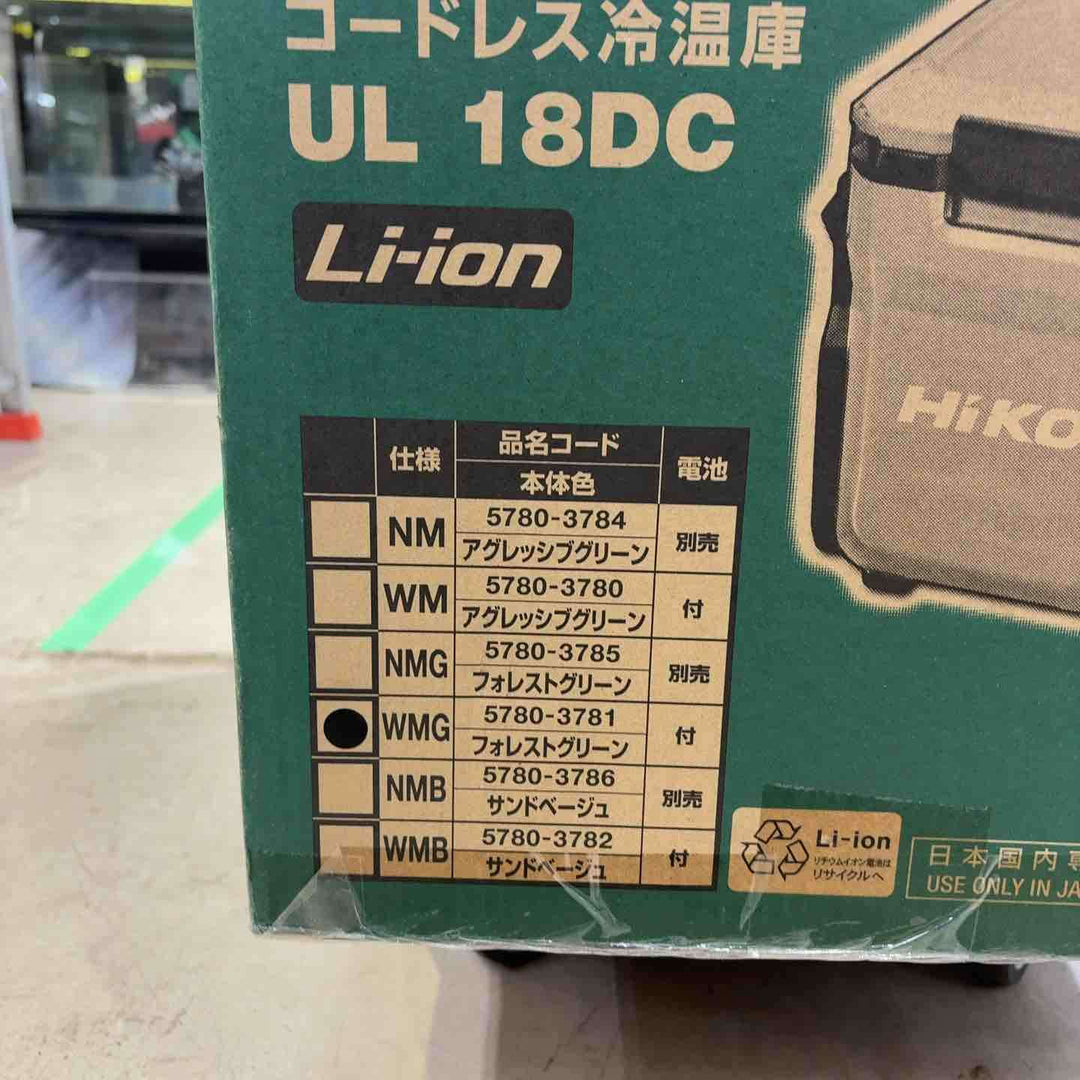 コードレス冷温庫
UL 18DC
Li-ion
HiKO
仕様 品名コード 電池
本体色
NM 5780-3784 別売
アグレッシブグリーン
WM 5780-3780 付
アグレッシブグリーン
NMG 5780-3785 別売
フォレストグリーン
WMG 5780-3781 付
フォレストグリーン
NMB 5780-3786 別売
サンドベージュ
WMB 5780-3782 付
サンドベージュ
Li-ion
リチウムイオン電池は
リサイクルへ
日本国内専
USE ONLY IN JA